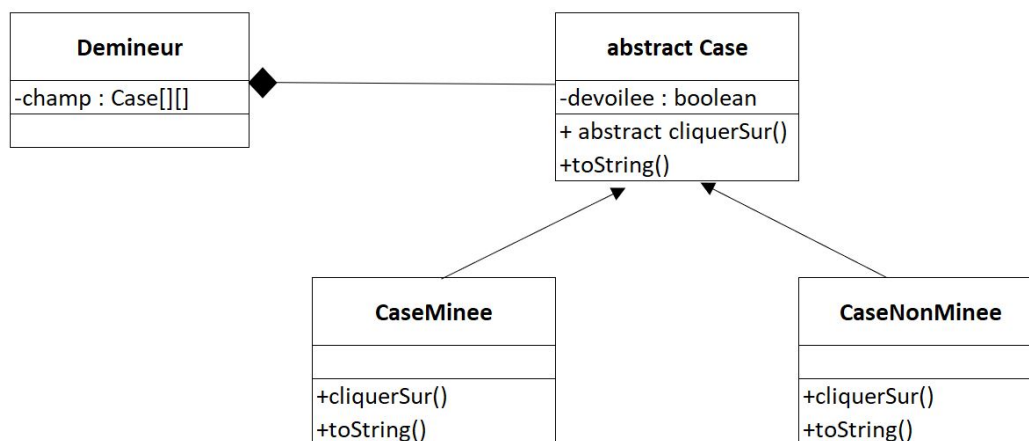 Demineur
-champ : Case[][]
abstract Case
-devoilee : boolean
+ abstract cliquerSur()
+toString()
CaseMinee
+cliquerSur()
+toString()
CaseNonMinee
+cliquerSur()
+toString()